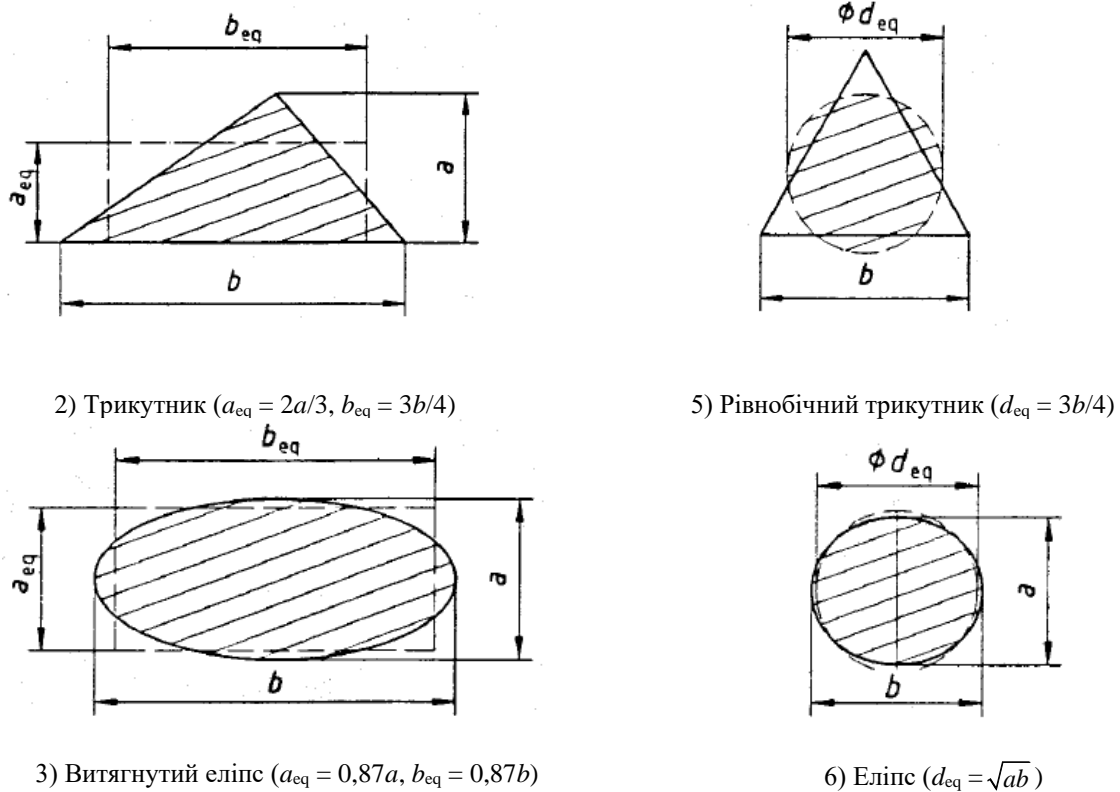 b_eq
a_eq
a
b
ϕ d_eq
b
2) Трикутник (a_eq = 2a/3, b_eq = 3b/4)
5) Рівнобічний трикутник (d_eq = 3b/4)
b_eq
a_eq
a
b
ϕ d_eq
a
b
3) Витягнутий еліпс (a_eq = 0,87a, b_eq = 0,87b)
6) Еліпс (d_eq = √ab )